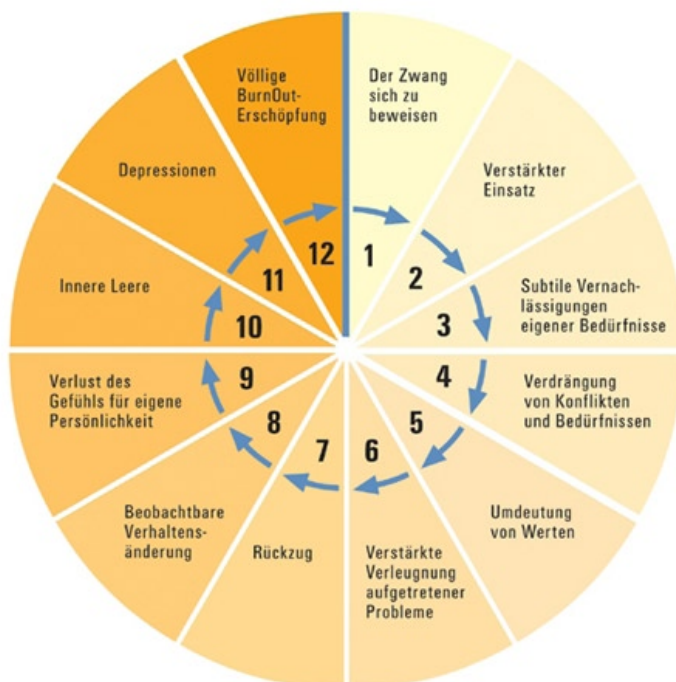 Der Zwang
sich zu
beweisen
1
Verstärkter
Einsatz
2
Subtile Vernach-
lässigungen
eigener Bedürfnisse
3
Verdrängung
von Konflikten
und Bedürfnissen
4
Umdeutung
von Werten
5
Verstärkte
Verleugnung
aufgetretener
Probleme
6
Rückzug
7
Beobachtbare
Verhaltens-
änderung
8
Verlust des
Gefühls für eigene
Persönlichkeit
9
Innere Leere
10
Depressionen
11
Völlige
BurnOut-
Erschöpfung
12